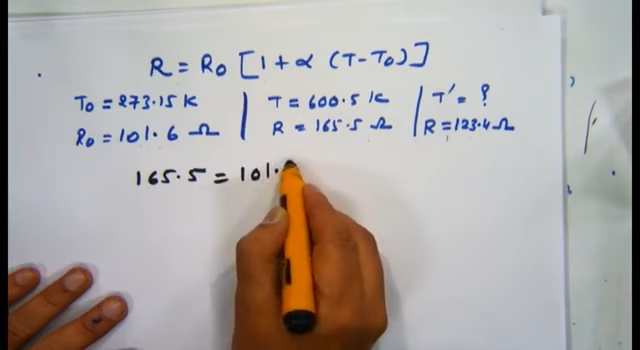 R = R₀ [1 + α (T - T₀)]
T₀ = 273.15 K | T = 600.5 K | T' = ?
R₀ = 101.6 Ω | R = 165.5 Ω | R = 123.4 Ω
165.5 = 101.